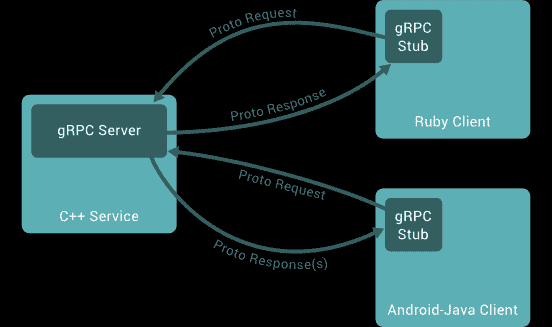 Proto Request
gRPC
Stub
Ruby Client
Proto Response
gRPC Server
C++ Service
Proto Request
gRPC
Stub
Proto Response(s)
Android-Java Client